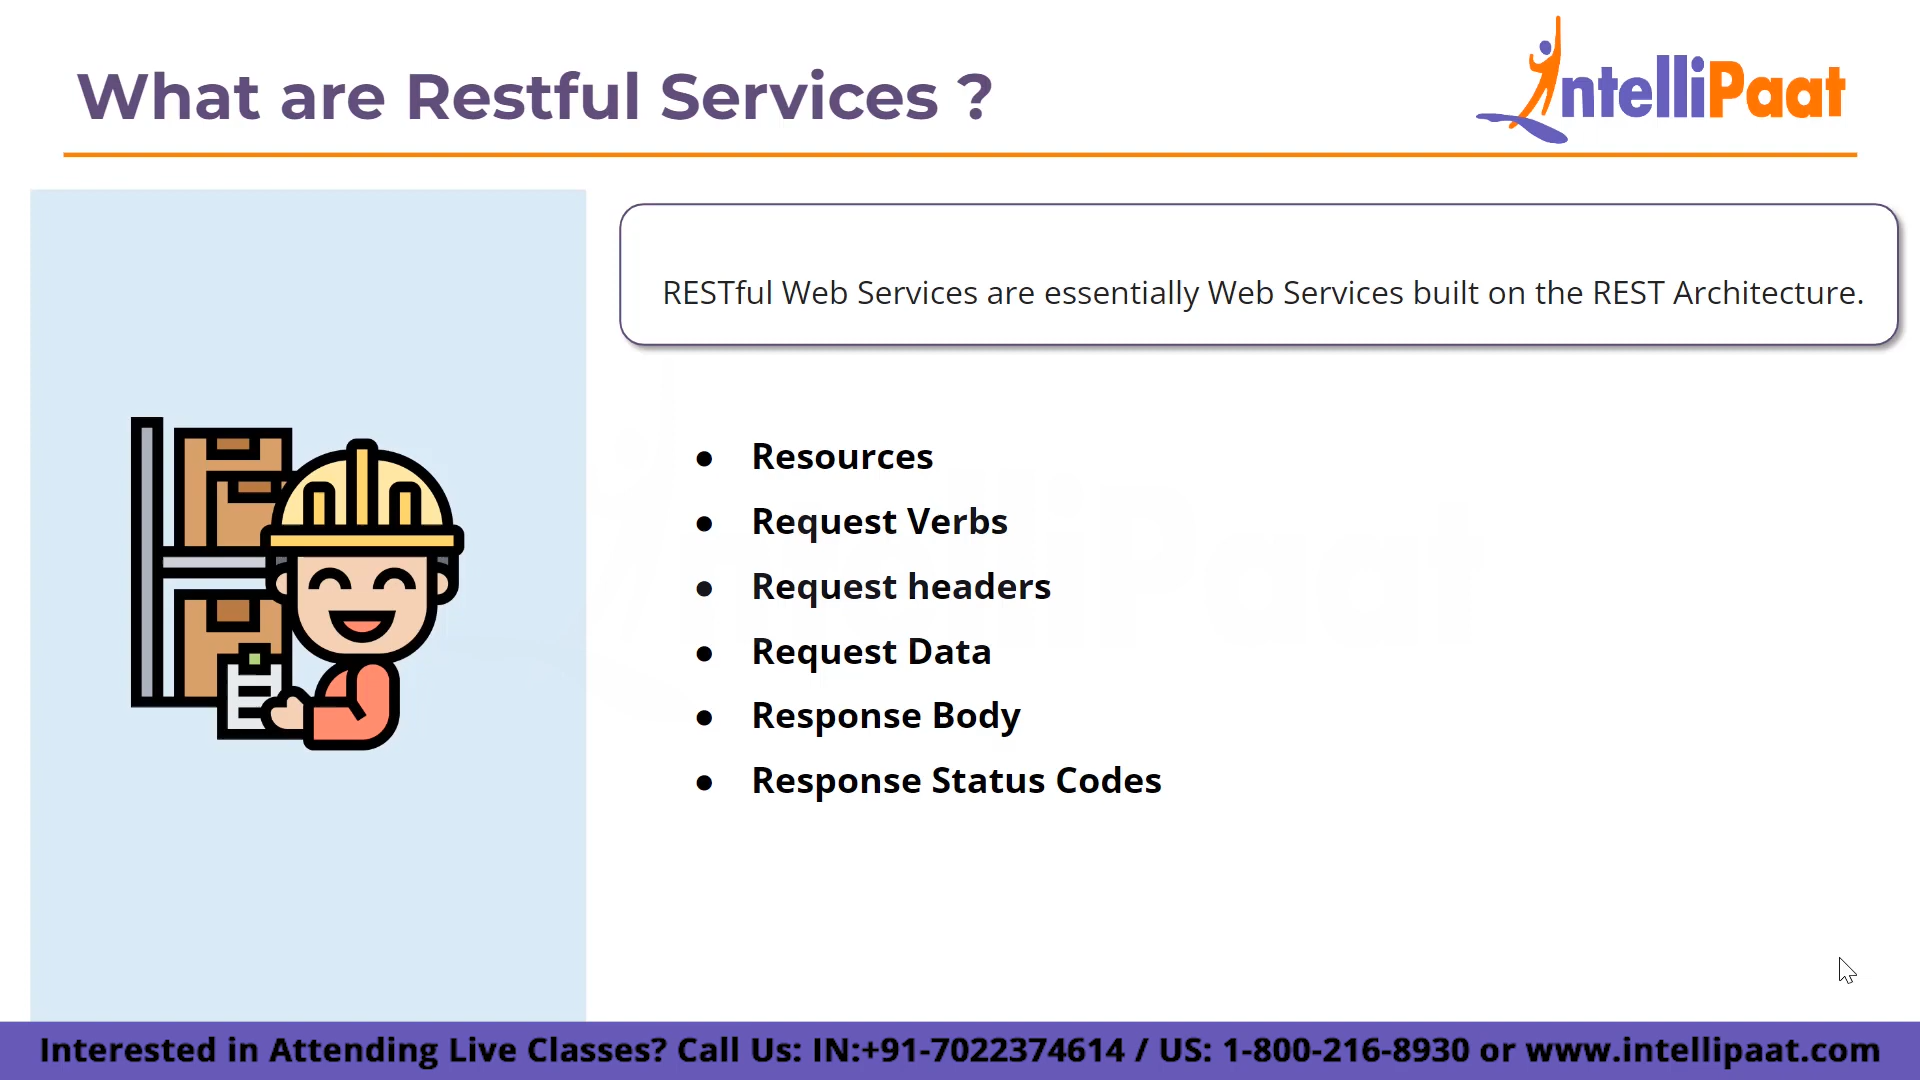 What are Restful Services ?
ntelliPaat
RESTful Web Services are essentially Web Services built on the REST Architecture.
● Resources
● Request Verbs
● Request headers
● Request Data
● Response Body
● Response Status Codes
Interested in Attending Live Classes? Call Us: IN:+91-7022374614 / US: 1-800-216-8930 or www.intellipaat.com